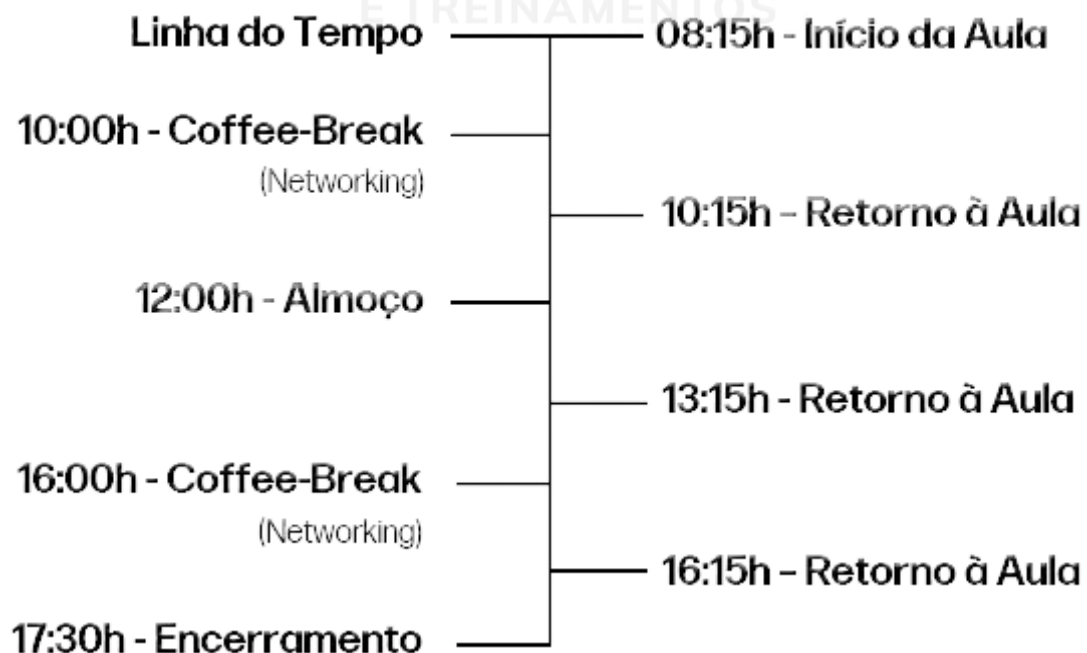 E TREINAMENTOS
Linha do Tempo
08:15h - Início da Aula
10:00h - Coffee-Break
(Networking)
10:15h - Retorno à Aula
12:00h - Almoço
13:15h - Retorno à Aula
16:00h - Coffee-Break
(Networking)
16:15h - Retorno à Aula
17:30h - Encerramento